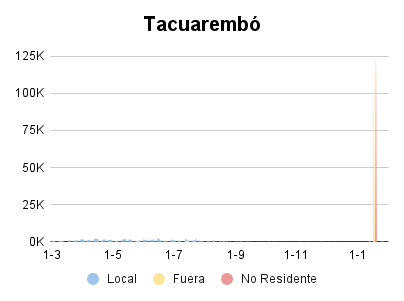 Tacuarembó
125K
100K
75K
50K
25K
0K
1-3 1-5 1-7 1-9 1-11 1-1
Local Fuera No Residente